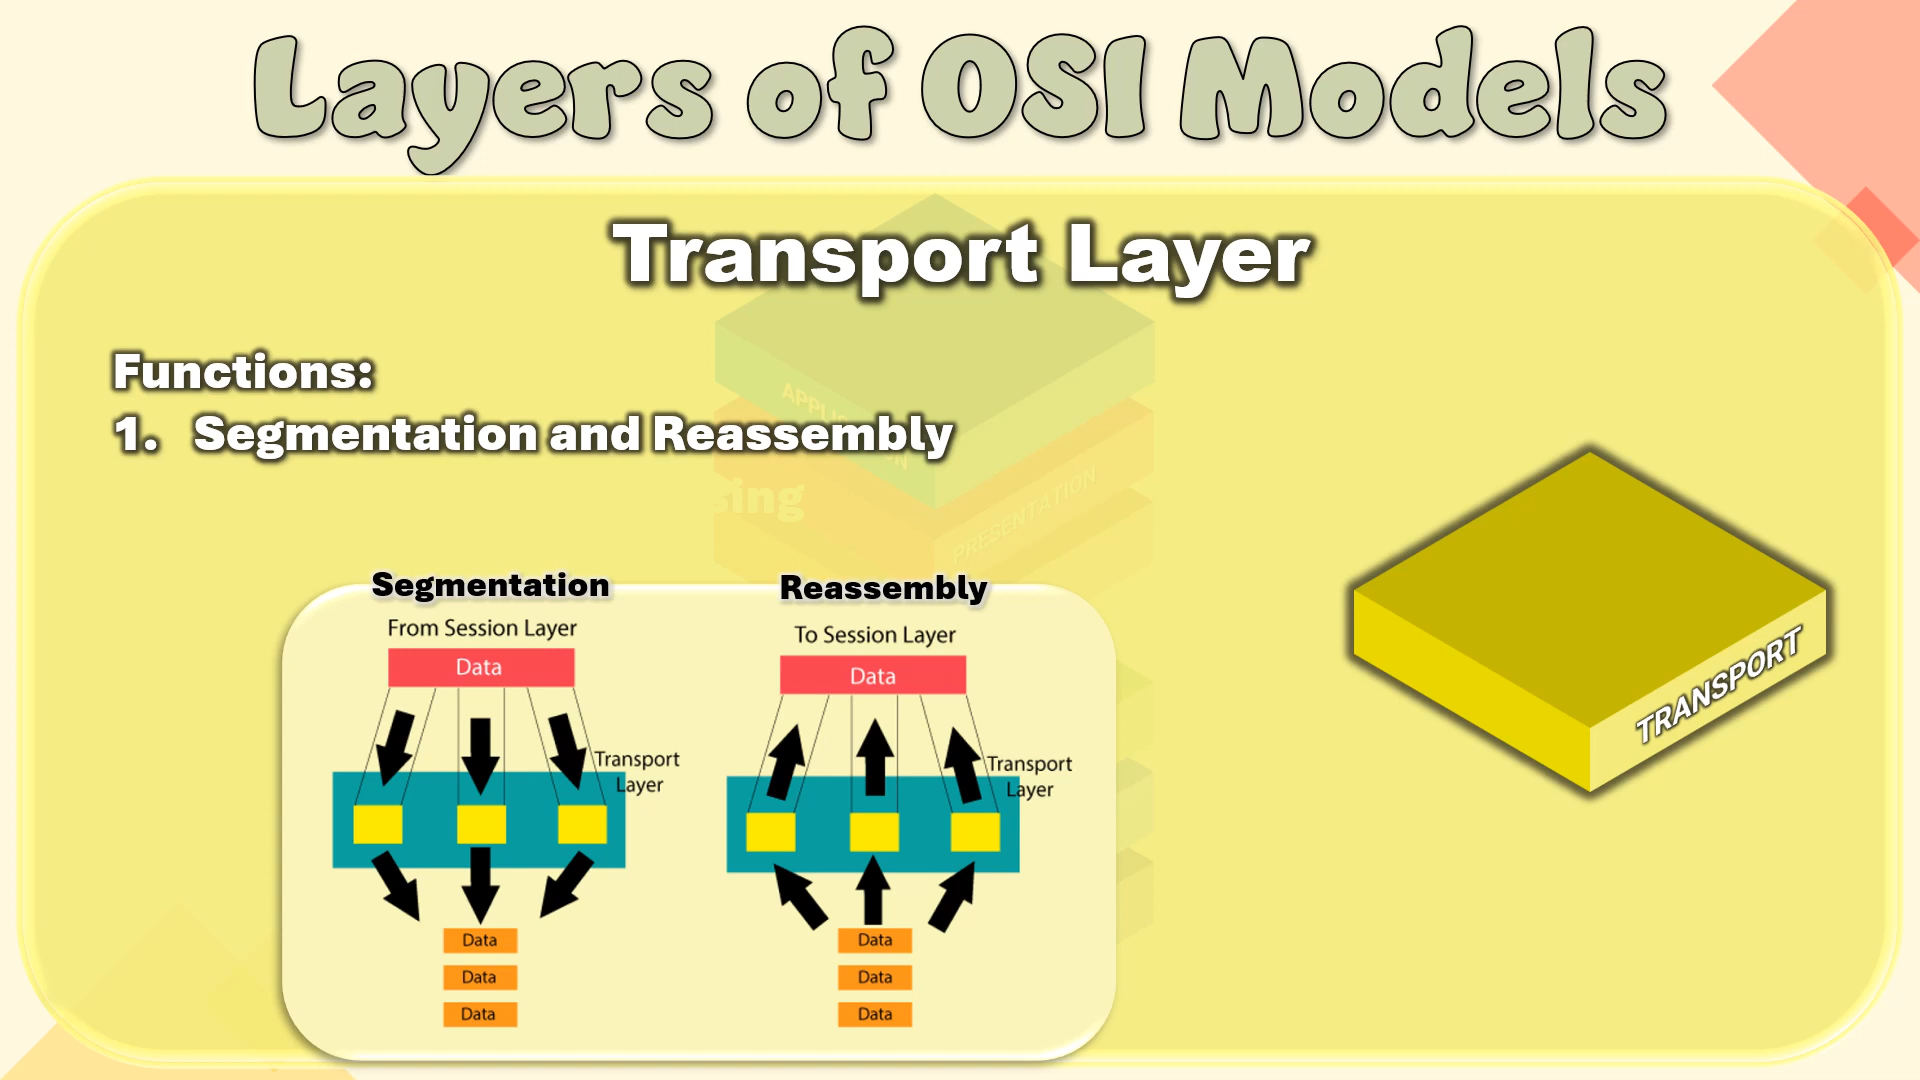 Layers of OSI Models
Transport Layer
Functions:
1. Segmentation and Reassembly
PRESENTATION
Segmentation
From Session Layer
Data
Transport
Layer
Data
Data
Data
Reassembly
To Session Layer
Data
Transport
Layer
Data
Data
Data
TRANSPORT